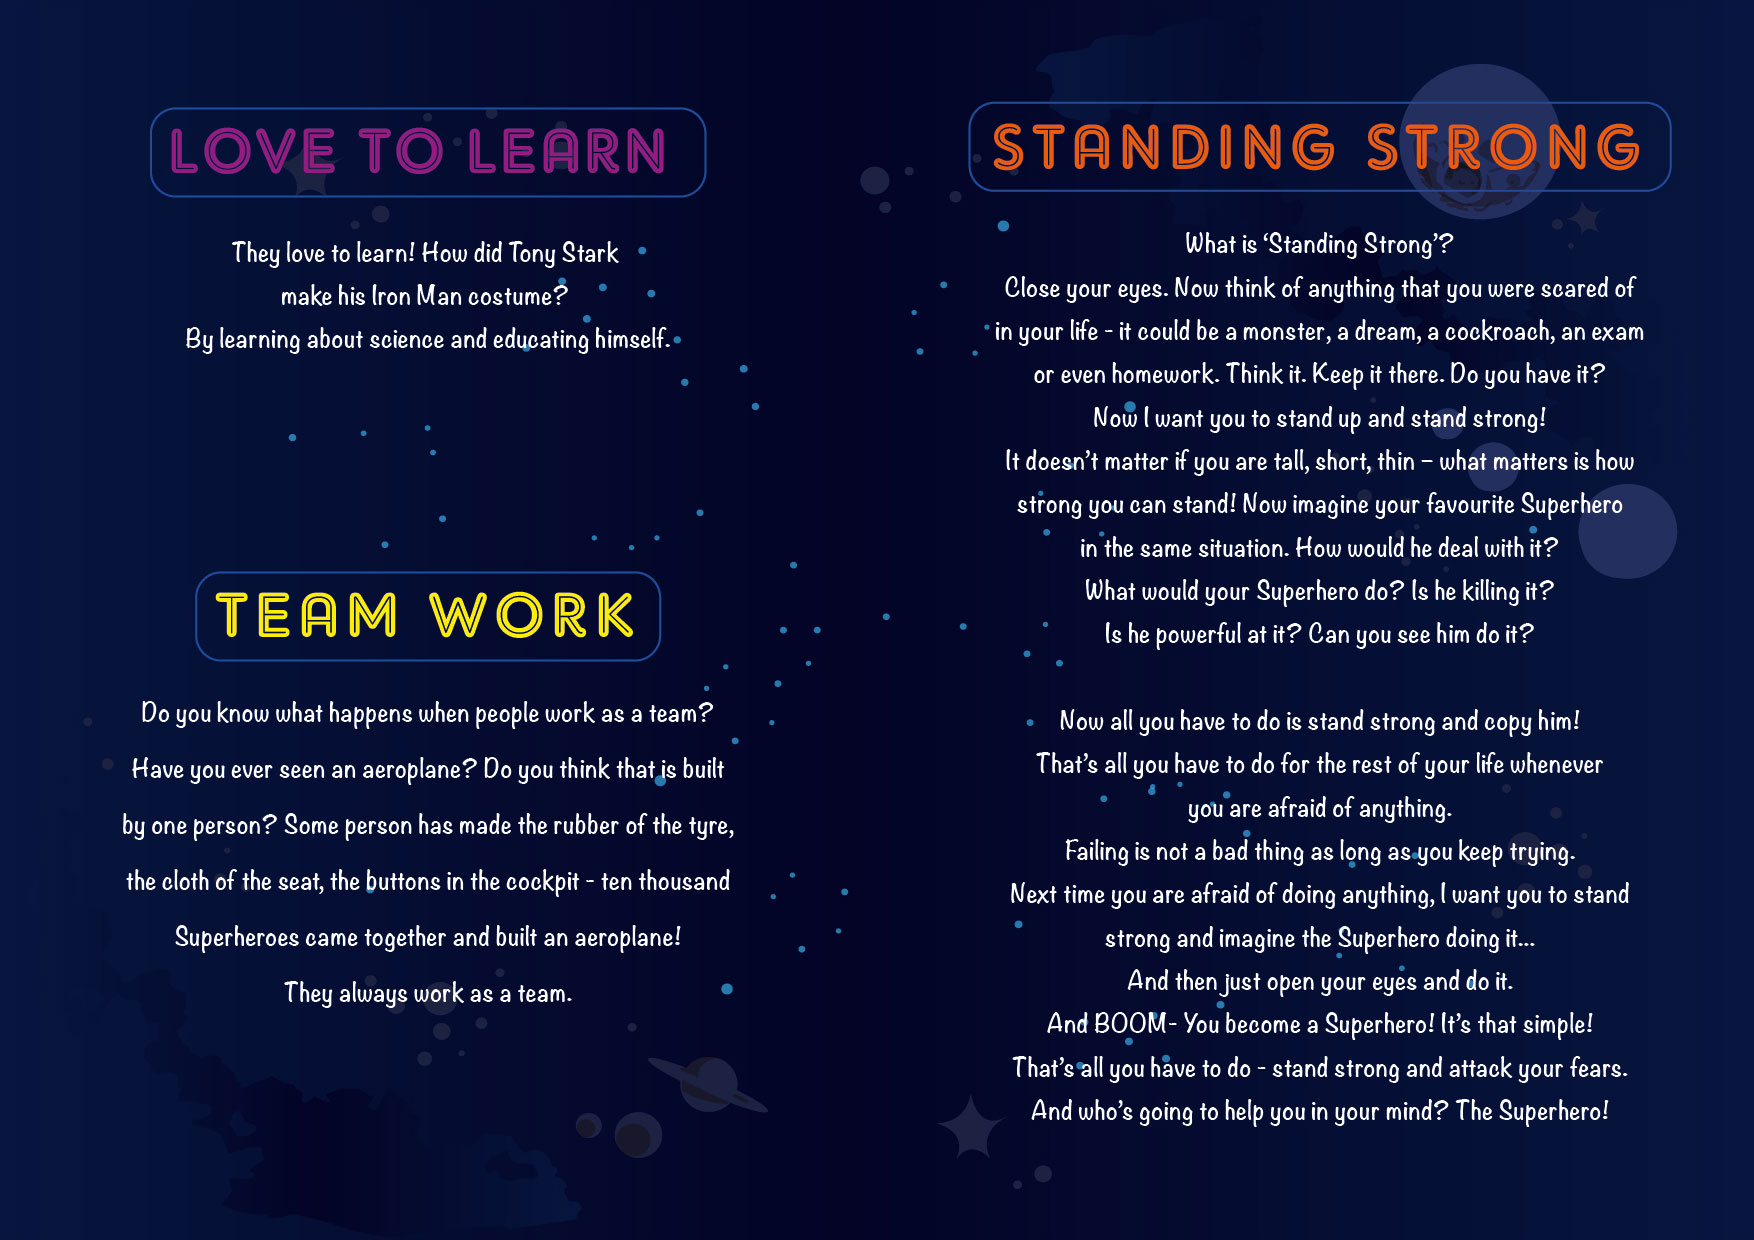 LOVE TO LEARN
They love to learn! How did Tony Stark
make his Iron Man costume?
By learning about science and educating himself.
TEAM WORK
Do you know what happens when people work as a team?
Have you ever seen an aeroplane? Do you think that is built
by one person? Some person has made the rubber of the tyre,
the cloth of the seat, the buttons in the cockpit - ten thousand
Superheroes came together and built an aeroplane!
They always work as a team.
STANDING STRONG
What is ‘Standing Strong’?
Close your eyes. Now think of anything that you were scared of
in your life - it could be a monster, a dream, a cockroach, an exam
or even homework. Think it. Keep it there. Do you have it?
Now I want you to stand up and stand strong!
It doesn’t matter if you are tall, short, thin – what matters is how
strong you can stand! Now imagine your favourite Superhero
in the same situation. How would he deal with it?
What would your Superhero do? Is he killing it?
Is he powerful at it? Can you see him do it?
Now all you have to do is stand strong and copy him!
That’s all you have to do for the rest of your life whenever
you are afraid of anything.
Failing is not a bad thing as long as you keep trying.
Next time you are afraid of doing anything, I want you to stand
strong and imagine the Superhero doing it...
And then just open your eyes and do it.
And BOOM- You become a Superhero! It’s that simple!
That’s all you have to do - stand strong and attack your fears.
And who’s going to help you in your mind? The Superhero!